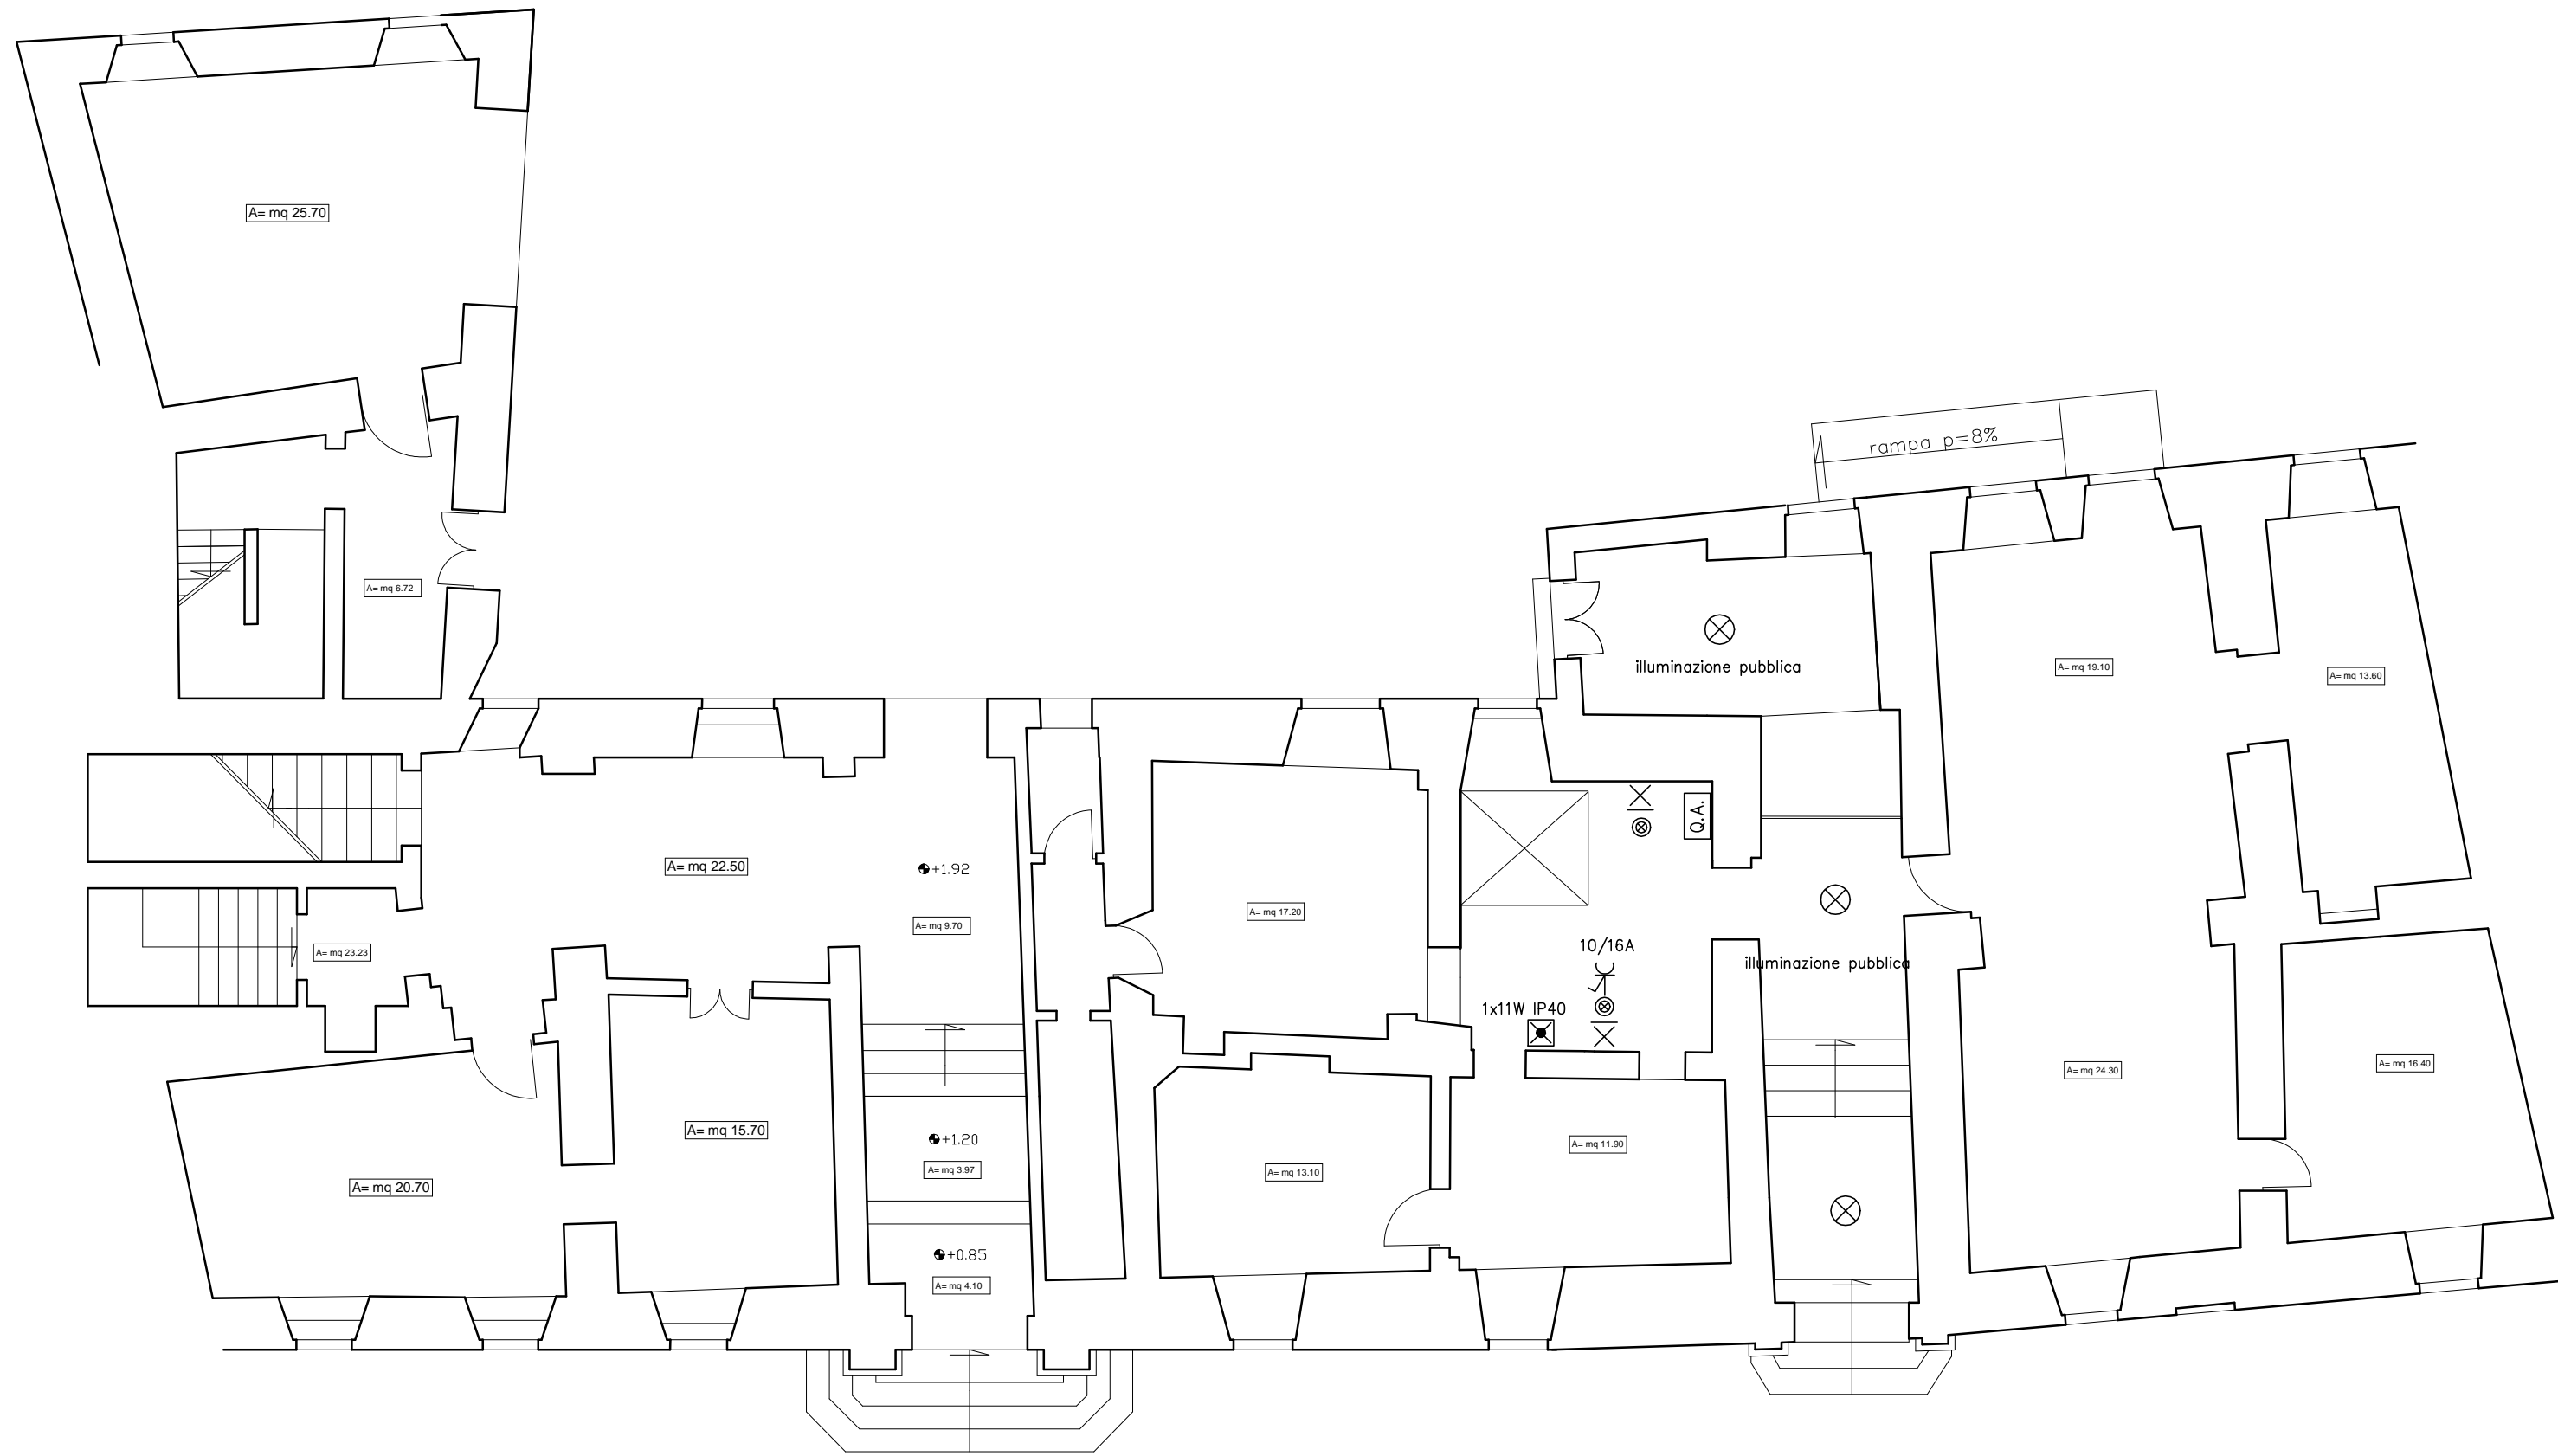 A= mq 25.70
rampa p=8%
A= mq 6.72
illuminazione pubblica
A= mq 19.10
A= mq 13.60
Q.A.
A= mq 22.50
+1.92
A= mq 9.70
A= mq 17.20
A= mq 23.23
10/16A
illuminazione pubblica
1x11W IP40
A= mq 24.30
A= mq 16.40
A= mq 15.70
+1.20
A= mq 3.97
A= mq 13.10
A= mq 11.90
A= mq 20.70
+0.85
A= mq 4.10